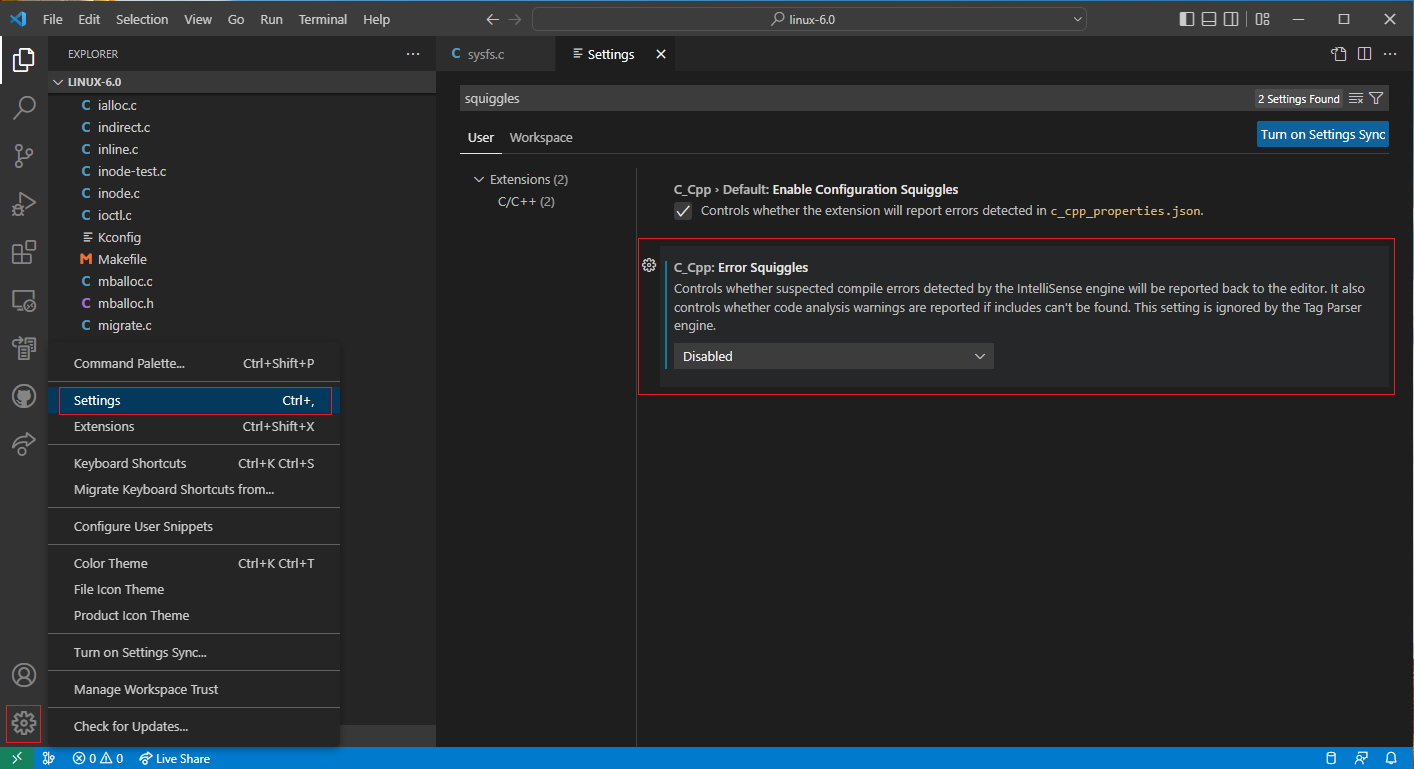 File Edit Selection View Go Run Terminal Help
linux-6.0
EXPLORER
LINUX-6.0
C ialloc.c
C indirect.c
C inline.c
C inode-test.c
C inode.c
C ioctl.c
Kconfig
M Makefile
C mballoc.c
C mballoc.h
C migrate.c
Command Palette... Ctrl+Shift+P
Settings Ctrl+,
Extensions Ctrl+Shift+X
Keyboard Shortcuts Ctrl+K Ctrl+S
Migrate Keyboard Shortcuts from...
Configure User Snippets
Color Theme Ctrl+K Ctrl+T
File Icon Theme
Product Icon Theme
Turn on Settings Sync...
Manage Workspace Trust
Check for Updates...
C sysfs.c
Settings
squiggles
2 Settings Found
User Workspace
Turn on Settings Sync
Extensions (2)
C/C++ (2)
C_Cpp › Default: Enable Configuration Squiggles
Controls whether the extension will report errors detected in c_cpp_properties.json.
C_Cpp: Error Squiggles
Controls whether suspected compile errors detected by the IntelliSense engine will be reported back to the editor. It also
controls whether code analysis warnings are reported if includes can't be found. This setting is ignored by the Tag Parser
engine.
Disabled
0 0 Live Share